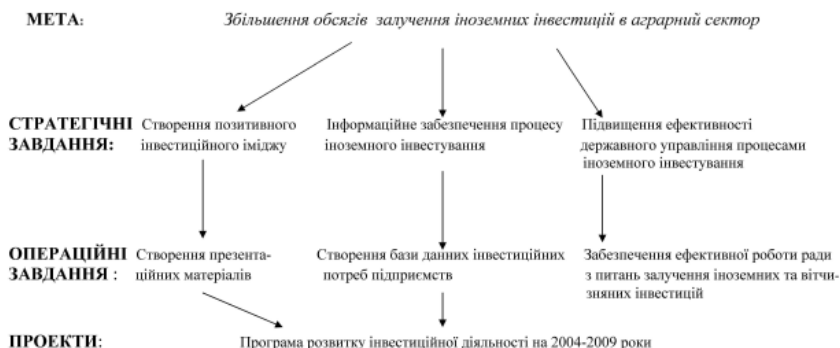 МЕТА: Збільшення обсягів залучення іноземних інвестицій в аграрний сектор
СТРАТЕГІЧНІ ЗАВДАННЯ:
Створення позитивного
інвестиційного іміджу
Інформаційне забезпечення процесу
іноземного інвестування
Підвищення ефективності
державного управління процесами
іноземного інвестування
ОПЕРАЦІЙНІ ЗАВДАННЯ :
Створення презента-
ційних матеріалів
Створення бази данних інвестиційних
потреб підприємств
Забезпечення ефективної роботи ради
з питань залучення іноземних та вітчи-
зняних інвестицій
ПРОЕКТИ: Програма розвитку інвестиційної діяльності на 2004-2009 роки